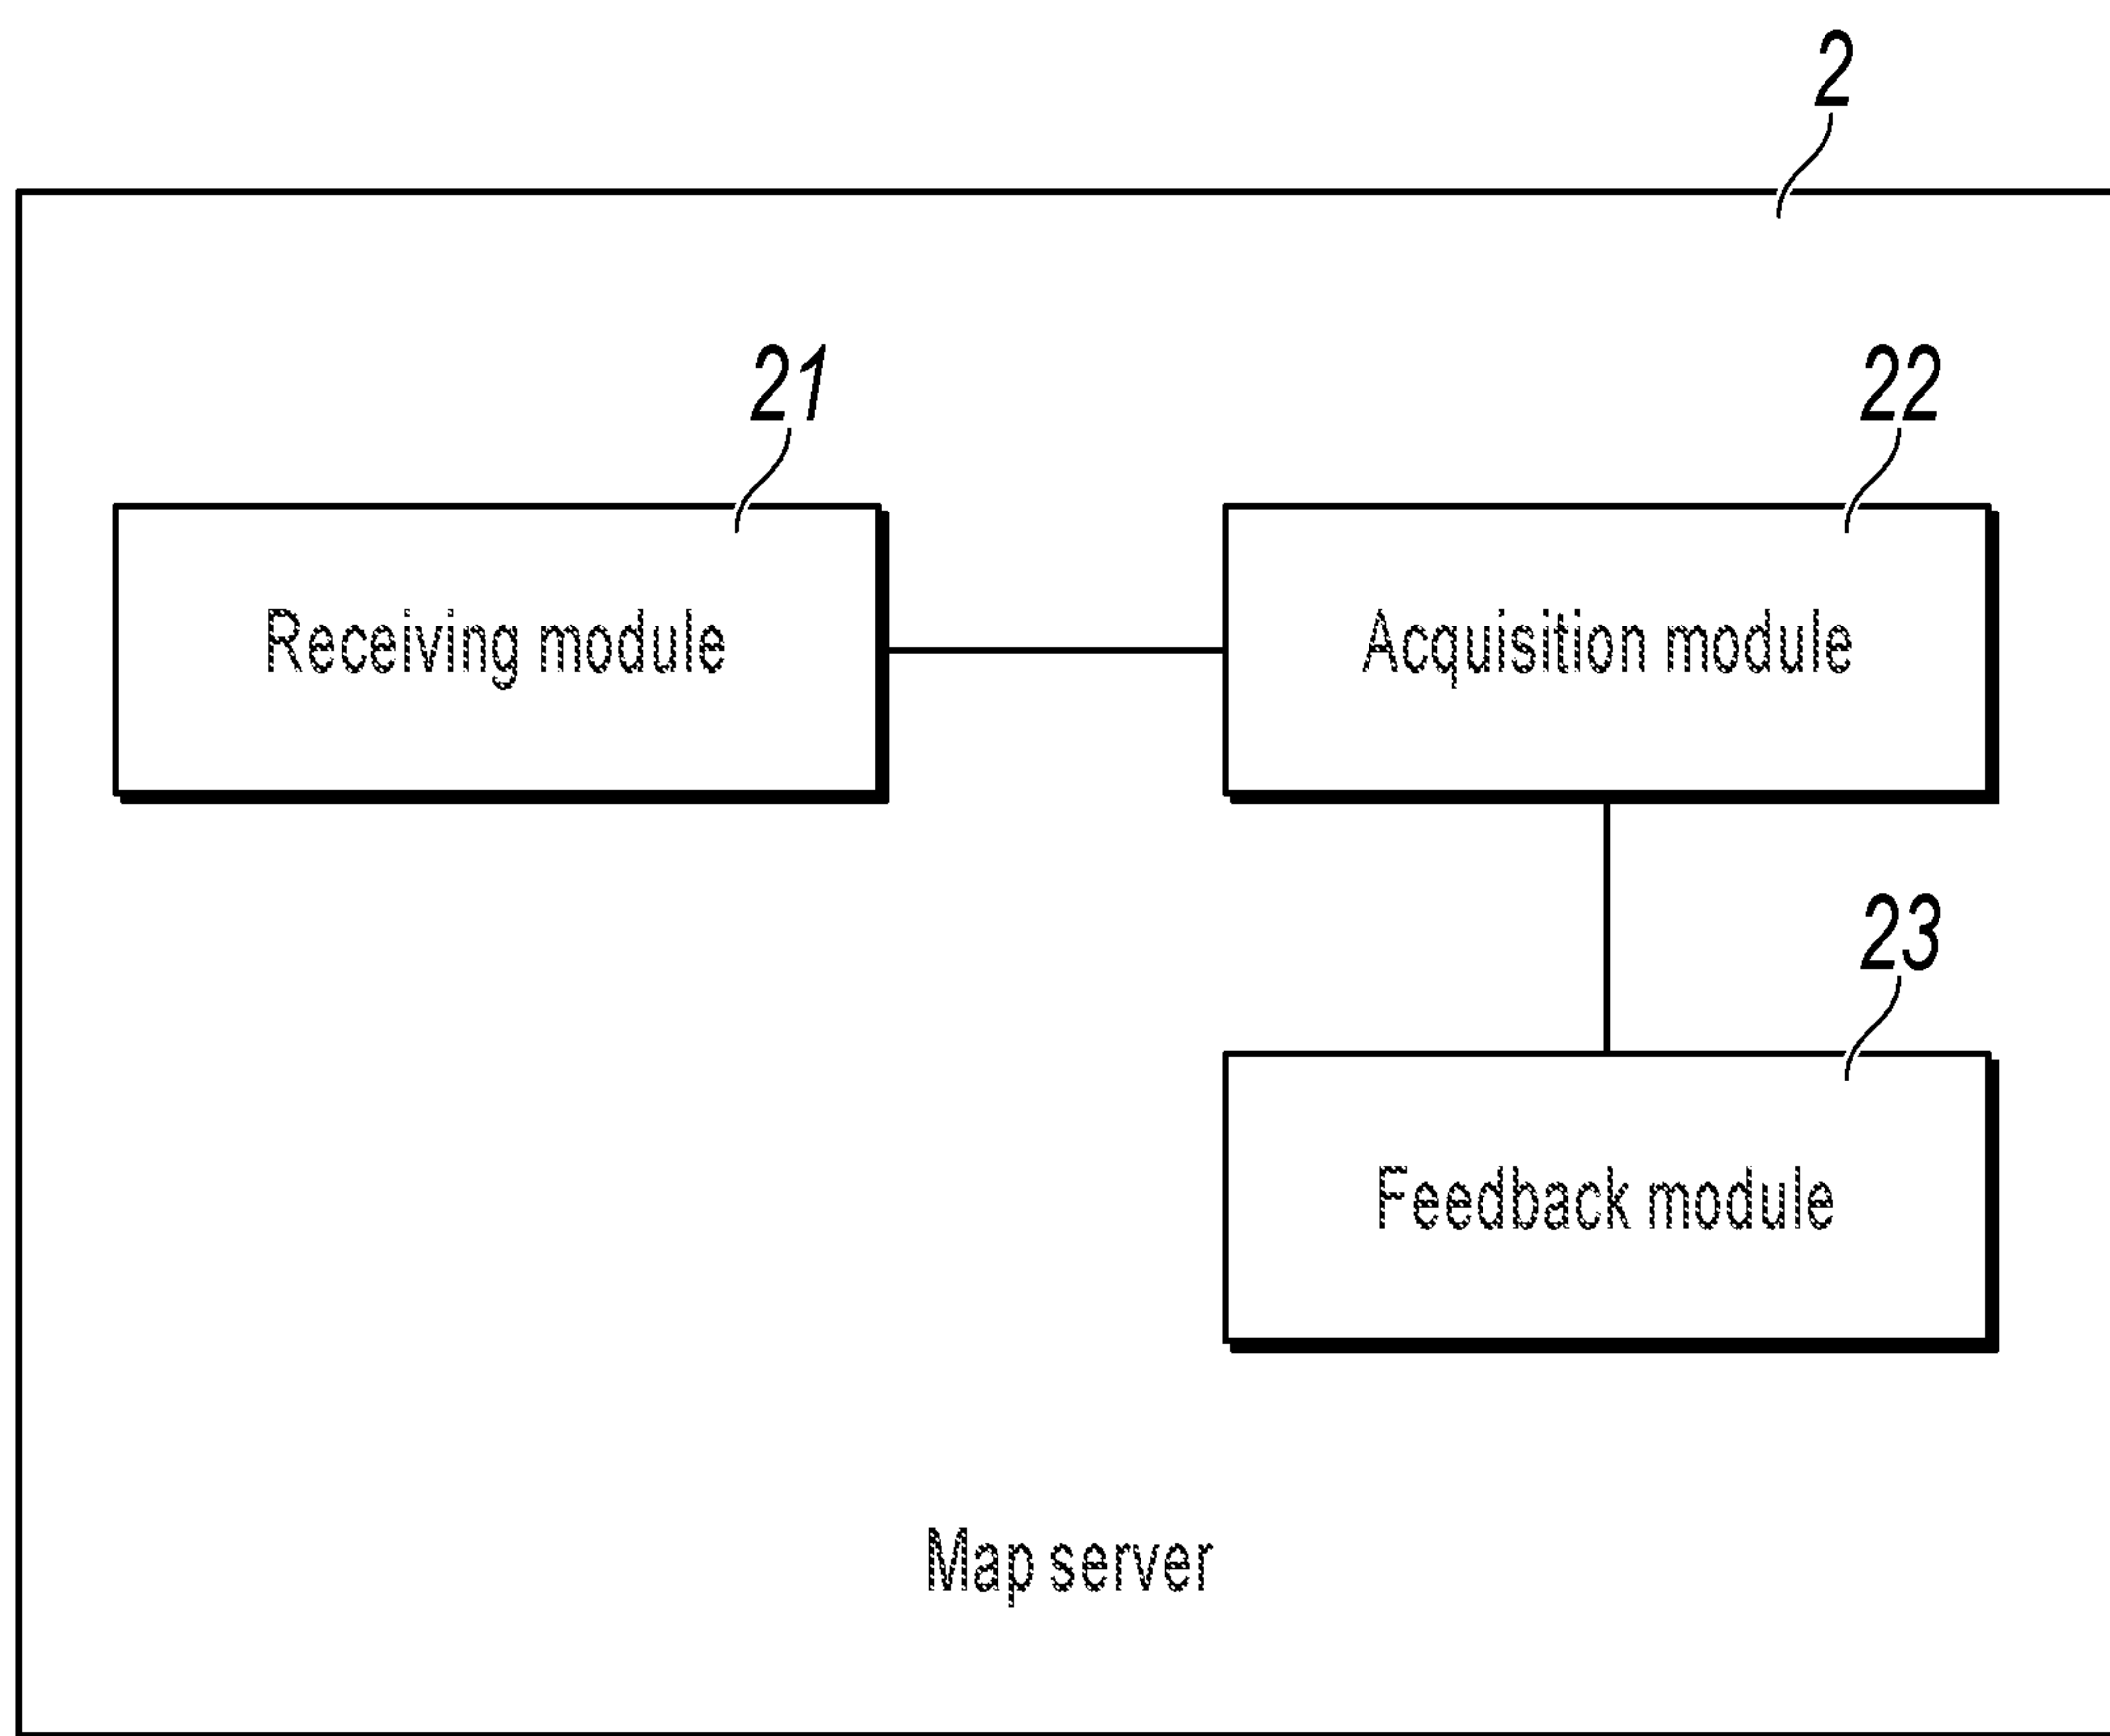 2
21
22
Receiving module
Acquisition module
23
Feedback module
Map server